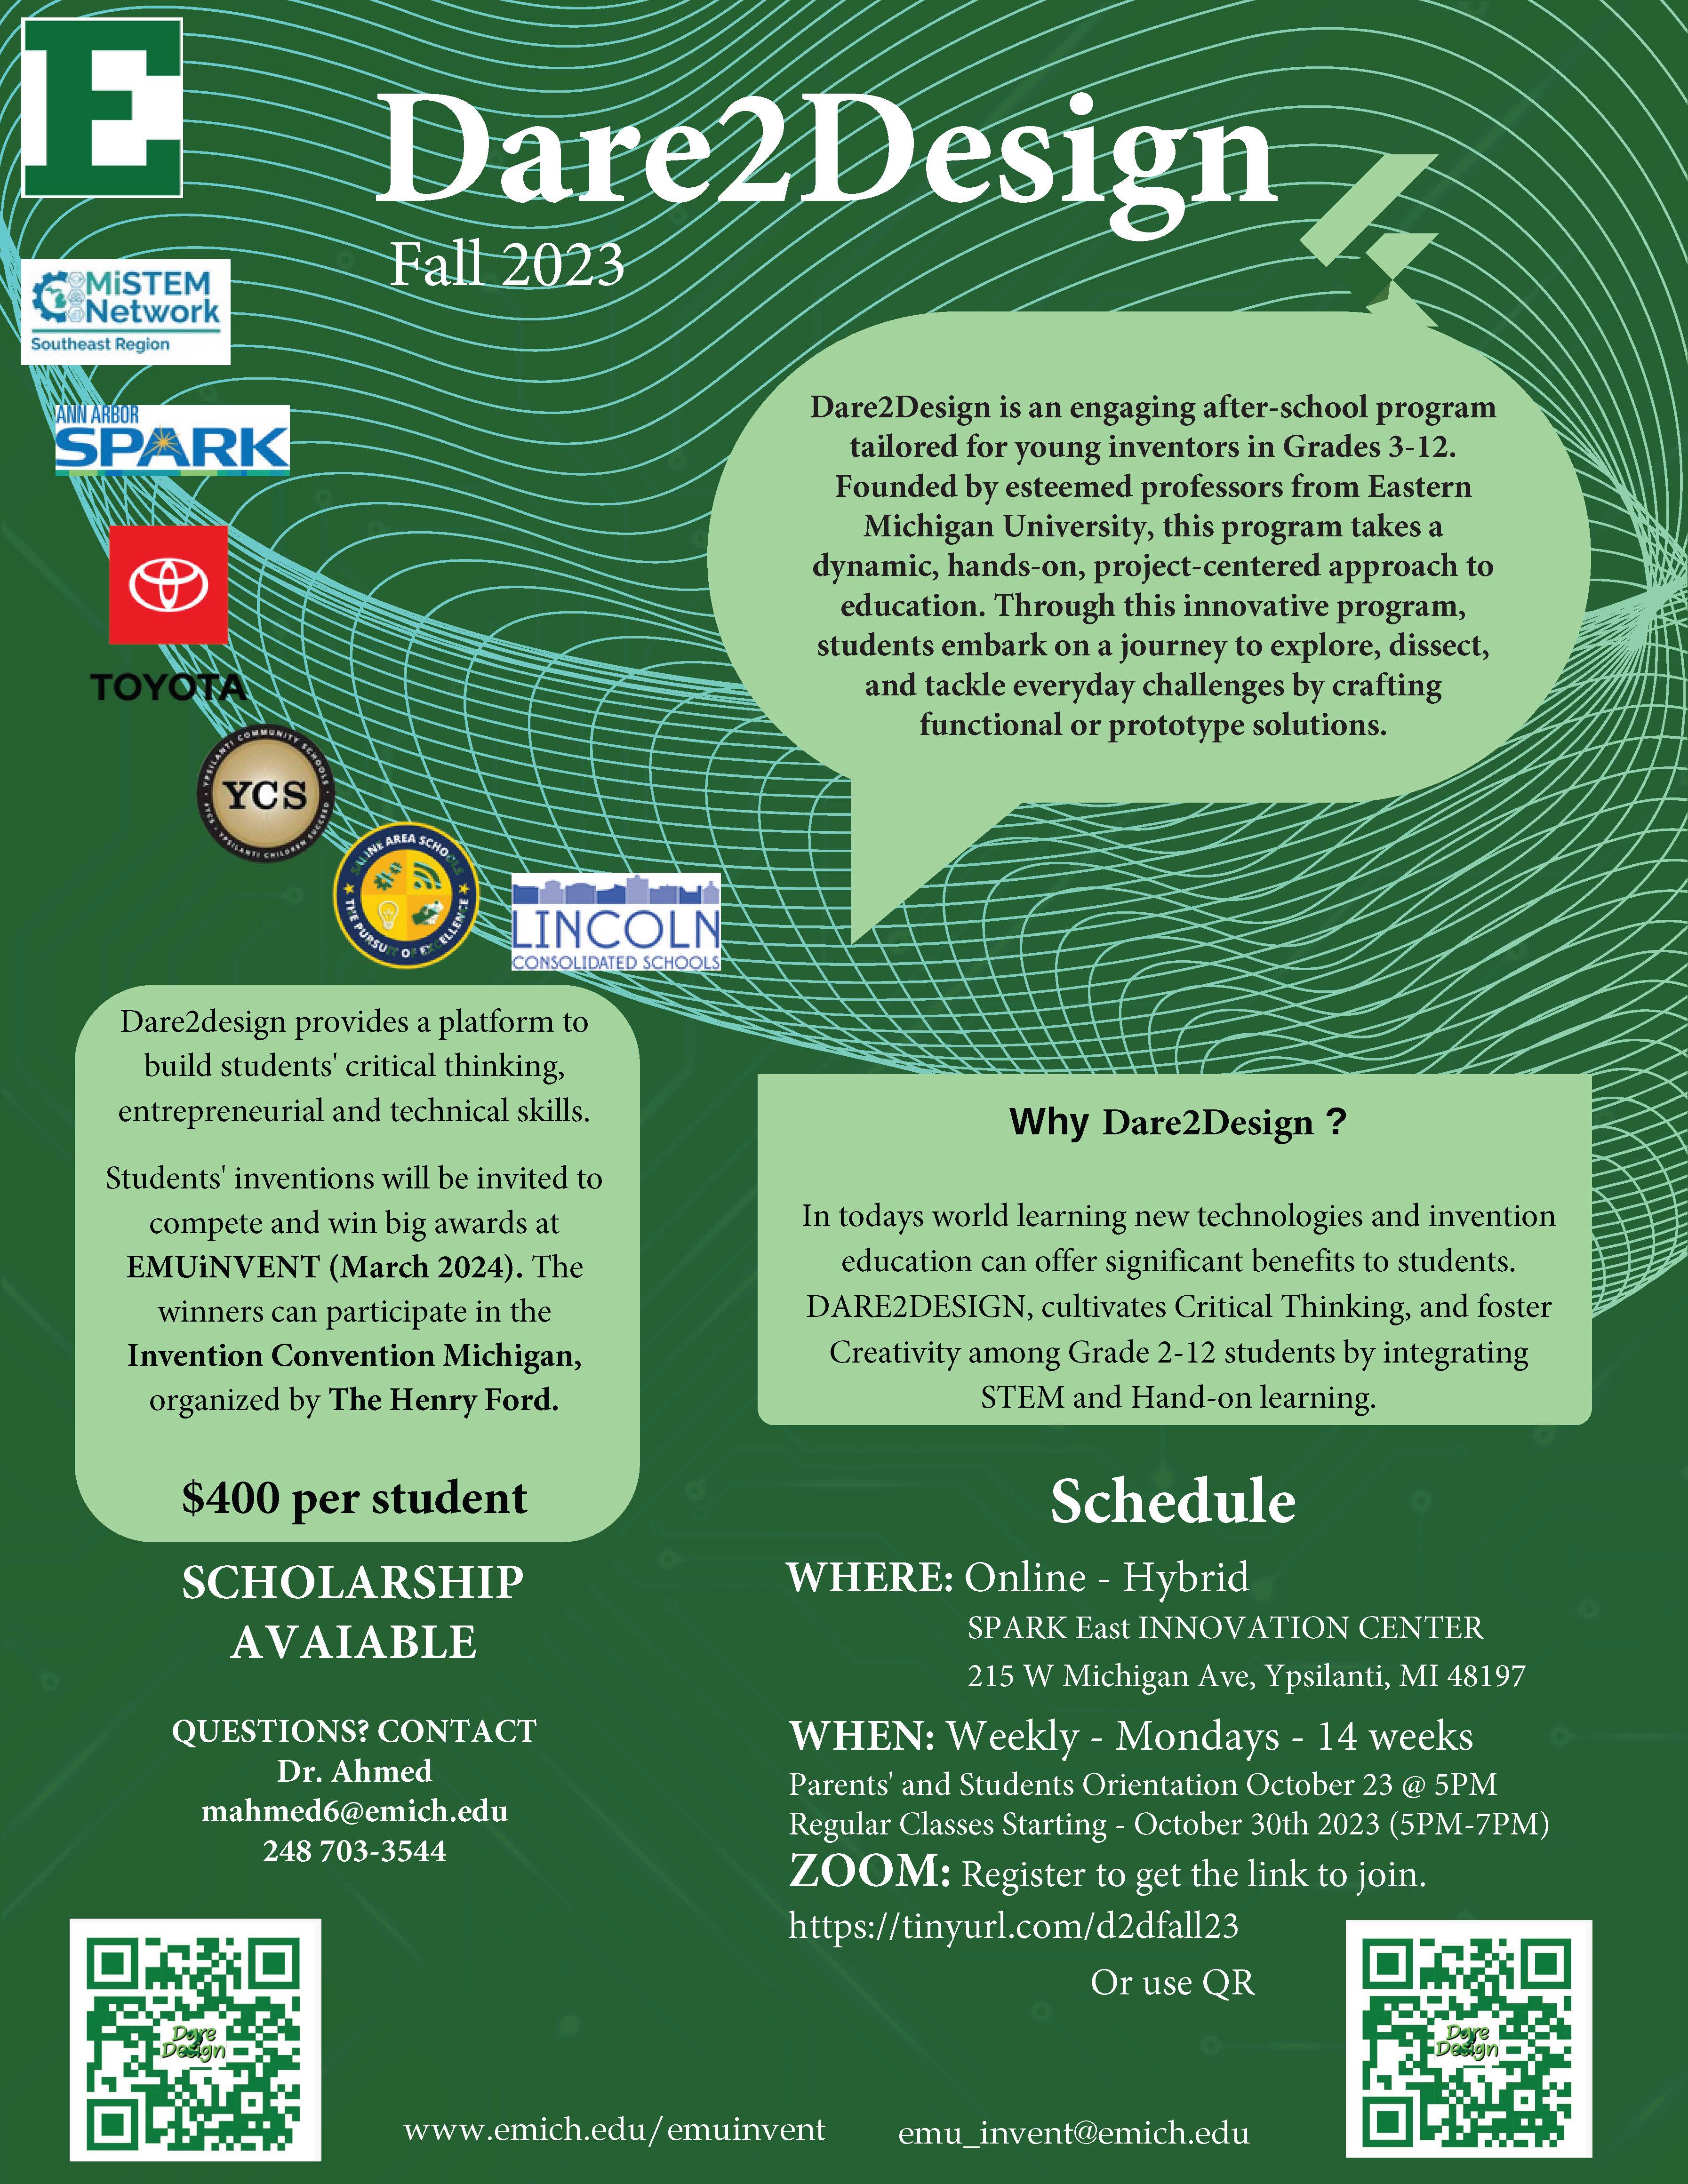 E
Dare2Design
Fall 2023
MiSTEM
Network
Southeast Region
ANN ARBOR
SPARK
TOYOTA
YPSILANTI COMMUNITY SCHOOLS
YCS
YCS - YPSILANTI CHILDREN SUCCEED
SALINE AREA SCHOOLS
THE PURSUIT OF EXCELLENCE
LINCOLN
CONSOLIDATED SCHOOLS
Dare2Design is an engaging after-school program
tailored for young inventors in Grades 3-12.
Founded by esteemed professors from Eastern
Michigan University, this program takes a
dynamic, hands-on, project-centered approach to
education. Through this innovative program,
students embark on a journey to explore, dissect,
and tackle everyday challenges by crafting
functional or prototype solutions.
Dare2design provides a platform to
build students' critical thinking,
entrepreneurial and technical skills.
Students' inventions will be invited to
compete and win big awards at
EMUiNVENT (March 2024). The
winners can participate in the
Invention Convention Michigan,
organized by The Henry Ford.
$400 per student
SCHOLARSHIP
AVAIABLE
QUESTIONS? CONTACT
Dr. Ahmed
mahmed6@emich.edu
248 703-3544
Why Dare2Design ?
In todays world learning new technologies and invention
education can offer significant benefits to students.
DARE2DESIGN, cultivates Critical Thinking, and foster
Creativity among Grade 2-12 students by integrating
STEM and Hand-on learning.
Schedule
WHERE: Online - Hybrid
SPARK East INNOVATION CENTER
215 W Michigan Ave, Ypsilanti, MI 48197
WHEN: Weekly - Mondays - 14 weeks
Parents' and Students Orientation October 23 @ 5PM
Regular Classes Starting - October 30th 2023 (5PM-7PM)
ZOOM: Register to get the link to join.
https://tinyurl.com/d2dfall23
Or use QR
Dare
2
Design
Dare
2
Design
www.emich.edu/emuinvent
emu_invent@emich.edu